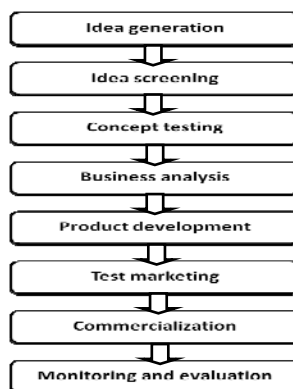 Idea generation
Idea screening
Concept testing
Business analysis
Product development
Test marketing
Commercialization
Monitoring and evaluation